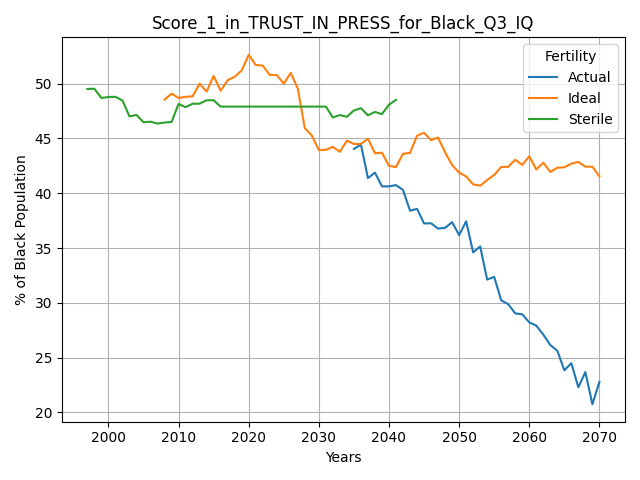 Score_1_in_TRUST_IN_PRESS_for_Black_Q3_IQ
Fertility
Actual
Ideal
Sterile
% of Black Population
50
45
40
35
30
25
20
2000 2010 2020 2030 2040 2050 2060 2070
Years